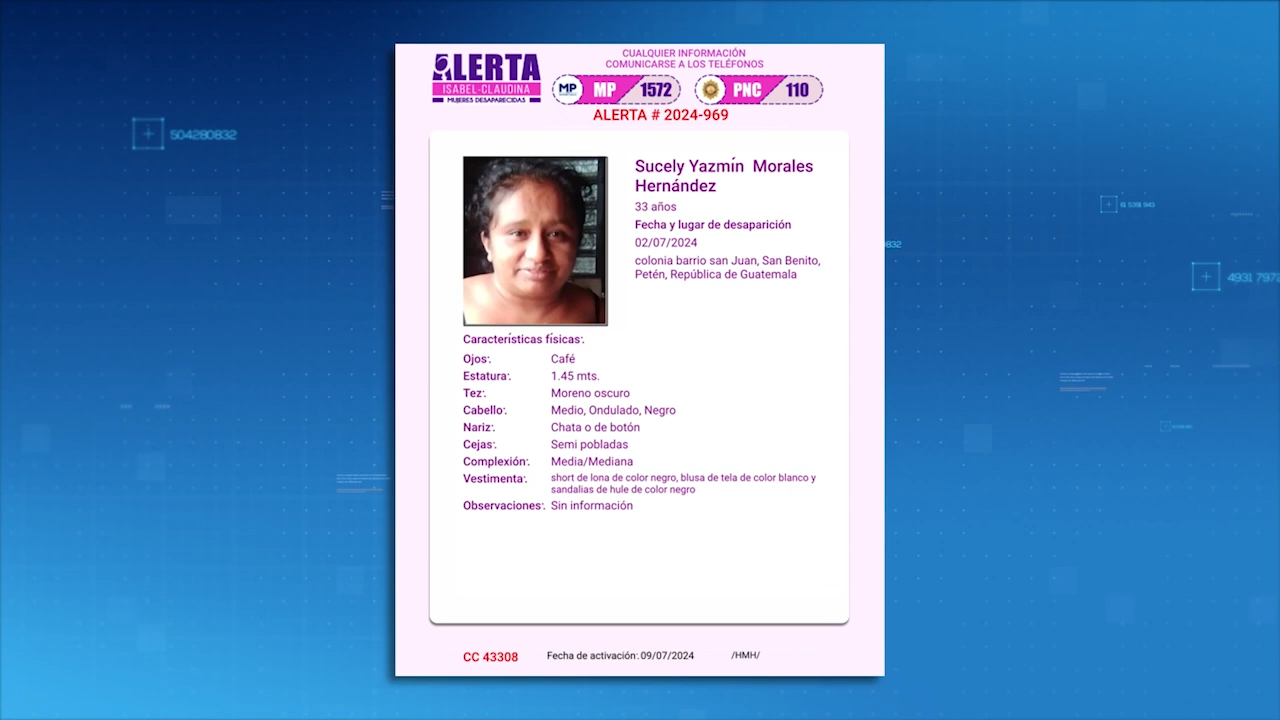 ALERTA
ISABEL-CLAUDINA
MUJERES DESAPARECIDAS
CUALQUIER INFORMACIÓN
COMUNICARSE A LOS TELÉFONOS
MP MP 1572
PNC 110
ALERTA # 2024-969
Sucely Yazmín Morales
Hernández
33 años
Fecha y lugar de desaparición
02/07/2024
colonia barrio san Juan, San Benito,
Petén, República de Guatemala
Características físicas:
Ojos: Café
Estatura: 1.45 mts.
Tez: Moreno oscuro
Cabello: Medio, Ondulado, Negro
Nariz: Chata o de botón
Cejas: Semi pobladas
Complexión: Media/Mediana
Vestimenta: short de lona de color negro, blusa de tela de color blanco y
sandalias de hule de color negro
Observaciones: Sin información
CC 43308 Fecha de activación: 09/07/2024 /HMH/
504280832
832